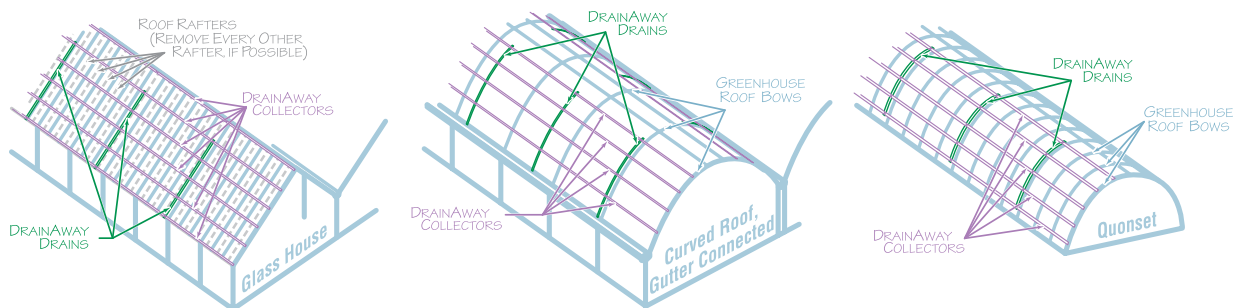 Roof Rafters
(Remove Every Other
Rafter, if Possible)
DrainAway
Collectors
DrainAway
Drains
Glass House
DrainAway
Drains
Greenhouse
Roof Bows
DrainAway
Collectors
Curved Roof,
Gutter Connected
DrainAway
Drains
Greenhouse
Roof Bows
DrainAway
Collectors
Quonset